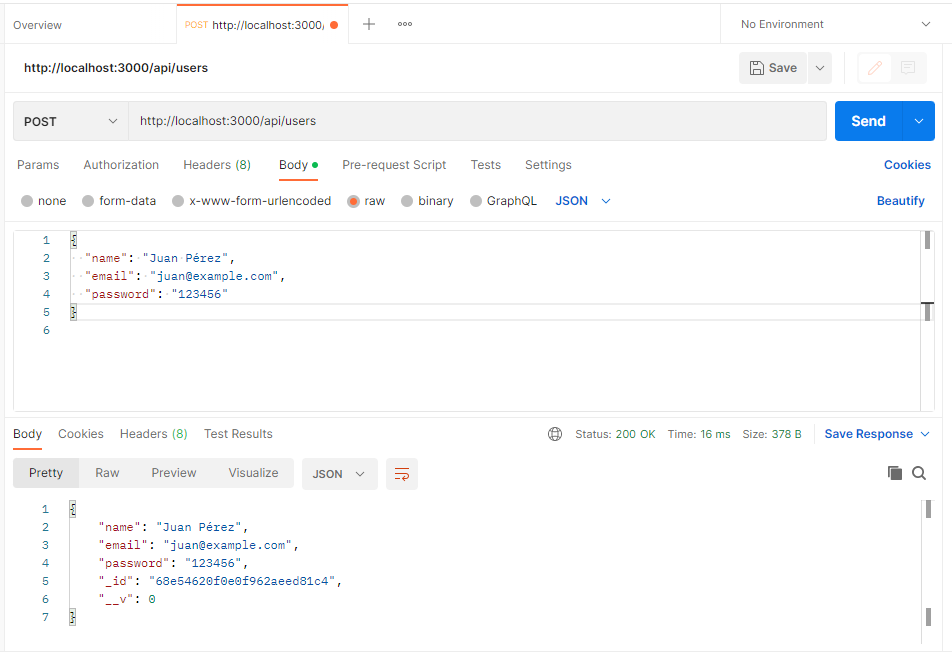 Overview
POST http://localhost:3000/
No Environment
http://localhost:3000/api/users
Save
POST http://localhost:3000/api/users
Send
Params Authorization Headers (8) Body Pre-request Script Tests Settings Cookies
none form-data x-www-form-urlencoded raw binary GraphQL JSON Beautify
1 {
2 "name": "Juan Pérez",
3 "email": "juan@example.com",
4 "password": "123456"
5 }
6
Body Cookies Headers (8) Test Results Status: 200 OK Time: 16 ms Size: 378 B Save Response
Pretty Raw Preview Visualize JSON
1 {
2 "name": "Juan Pérez",
3 "email": "juan@example.com",
4 "password": "123456",
5 "_id": "68e54620f0e0f962aeed81c4",
6 "__v": 0
7 }